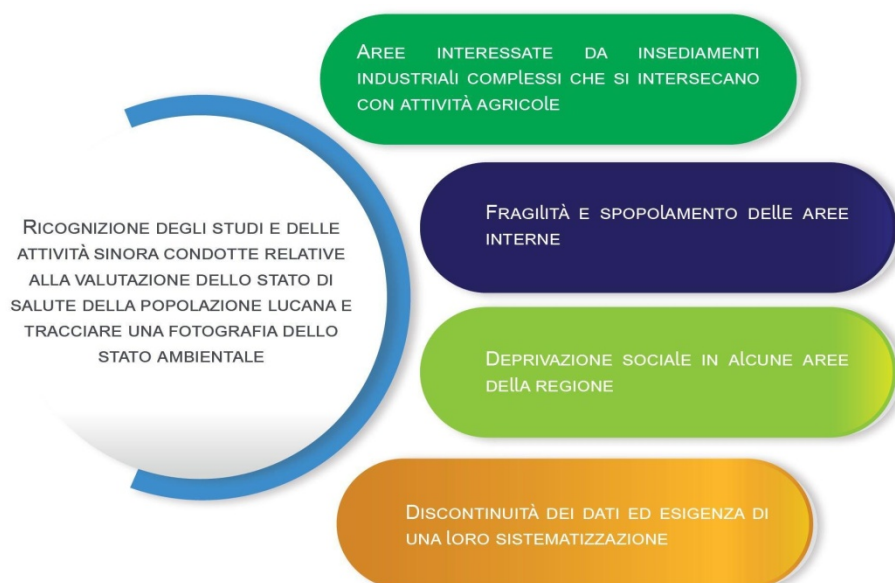 RICOGNIZIONE DEGLI STUDI E DELLE
ATTIVITÀ SINORA CONDOTTE RELATIVE
ALLA VALUTAZIONE DELLO STATO DI
SALUTE DELLA POPOLAZIONE LUCANA E
TRACCIARE UNA FOTOGRAFIA DELLO
STATO AMBIENTALE
AREE INTERESSATE DA INSEDIAMENTI
INDUSTRIALI COMPLESSI CHE SI INTERSECANO
CON ATTIVITÀ AGRICOLE
FRAGILITÀ E SPOPOLAMENTO DELLE AREE
INTERNE
DEPRIVAZIONE SOCIALE IN ALCUNE AREE
DELLA REGIONE
DISCONTINUITÀ DEI DATI ED ESIGENZA DI
UNA LORO SISTEMATIZZAZIONE